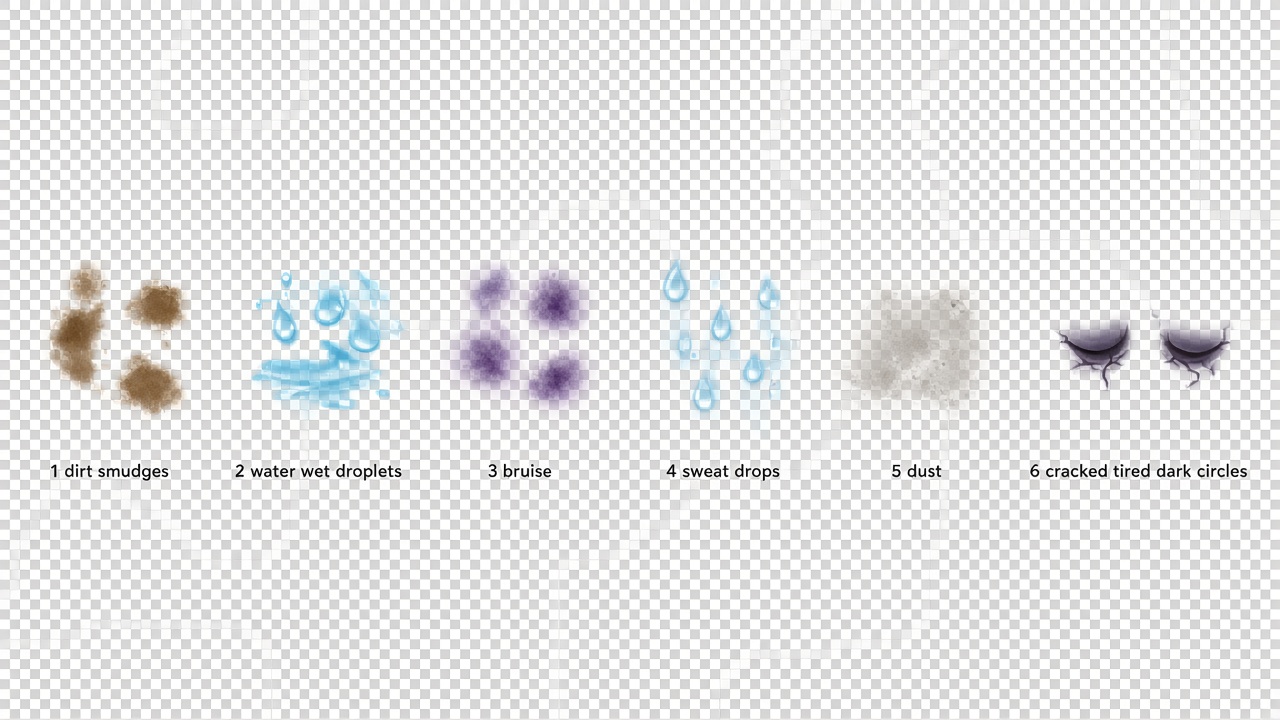 1 dirt smudges
2 water wet droplets
3 bruise
4 sweat drops
5 dust
6 cracked tired dark circles